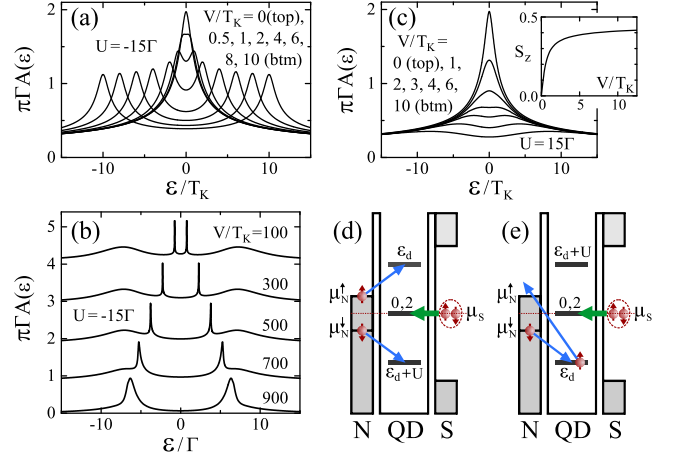 (a)
V/T_K = 0(top),
0.5, 1, 2, 4, 6,
8, 10 (btm)
U = -15Γ
πΓA(ε)
2
1
0
-10
0
10
ε/T_K
(c)
V/T_K =
0 (top), 1,
2, 3, 4, 6,
10 (btm)
U = 15Γ
πΓA(ε)
2
1
0
-10
0
10
ε/T_K
S_z
0.5
0.0
0
10
V/T_K
(b)
V/T_K = 100
300
U = -15Γ
500
700
900
πΓA(ε)
5
4
3
2
1
0
-10
0
10
ε/Γ
(d)
ε_d
μ_N^↑
0,2
μ_S
μ_N^↓
ε_d+U
N QD S
(e)
ε_d+U
μ_N^↑
0,2
μ_S
μ_N^↓
ε_d
N QD S